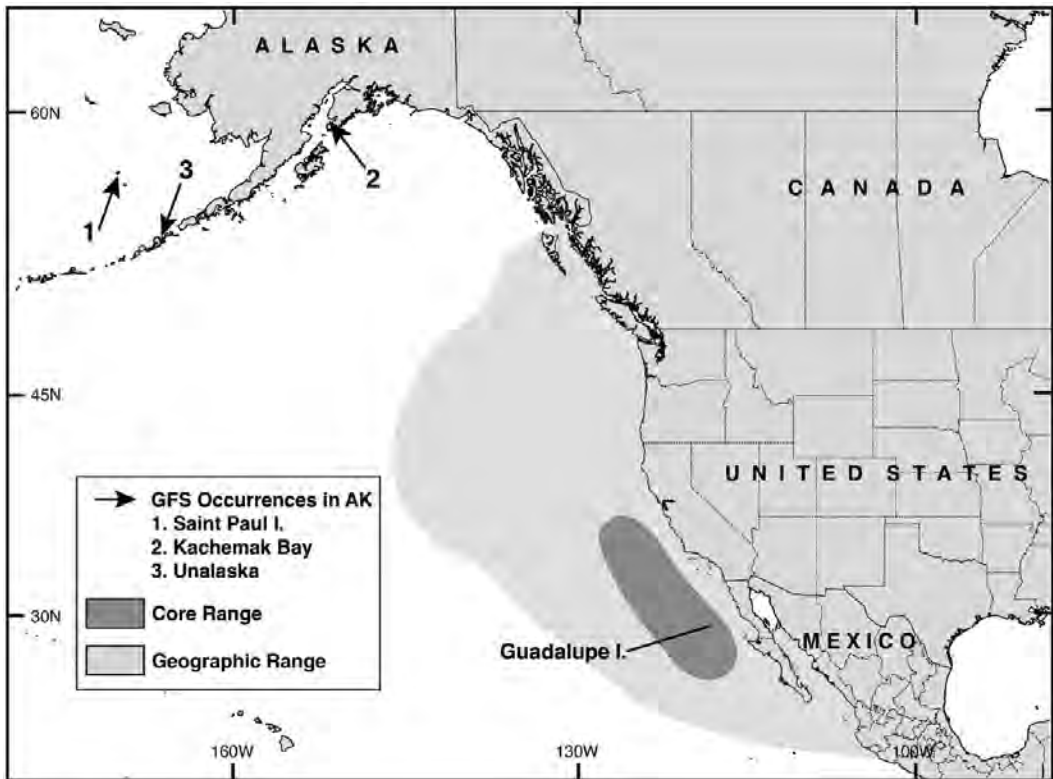 ALASKA
60N
3
2
1
CANADA
45N
UNITED STATES
GFS Occurrences in AK
1. Saint Paul I.
2. Kachemak Bay
3. Unalaska
30N
Core Range
Guadalupe I.
MEXICO
Geographic Range
160W
130W
100W